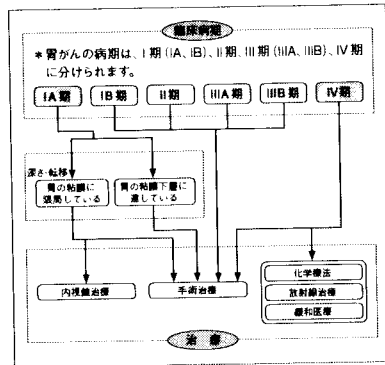 臨床病期
*胃がんの病期は、I期(IA、IB)、II期、III期(IIIA、IIIB)、IV期
に分けられます。
IA期 IB期 II期 IIIA期 IIIB期 IV期
深さ・転移
胃の粘膜に 胃の粘膜下層に
限局している 達している
内視鏡治療 手術治療 化学療法
放射線治療
緩和医療
治療